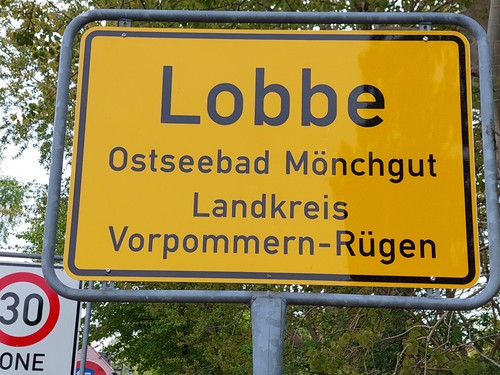 Lobbe
Ostseebad Mönchgut
Landkreis
Vorpommern-Rügen
30
ONE